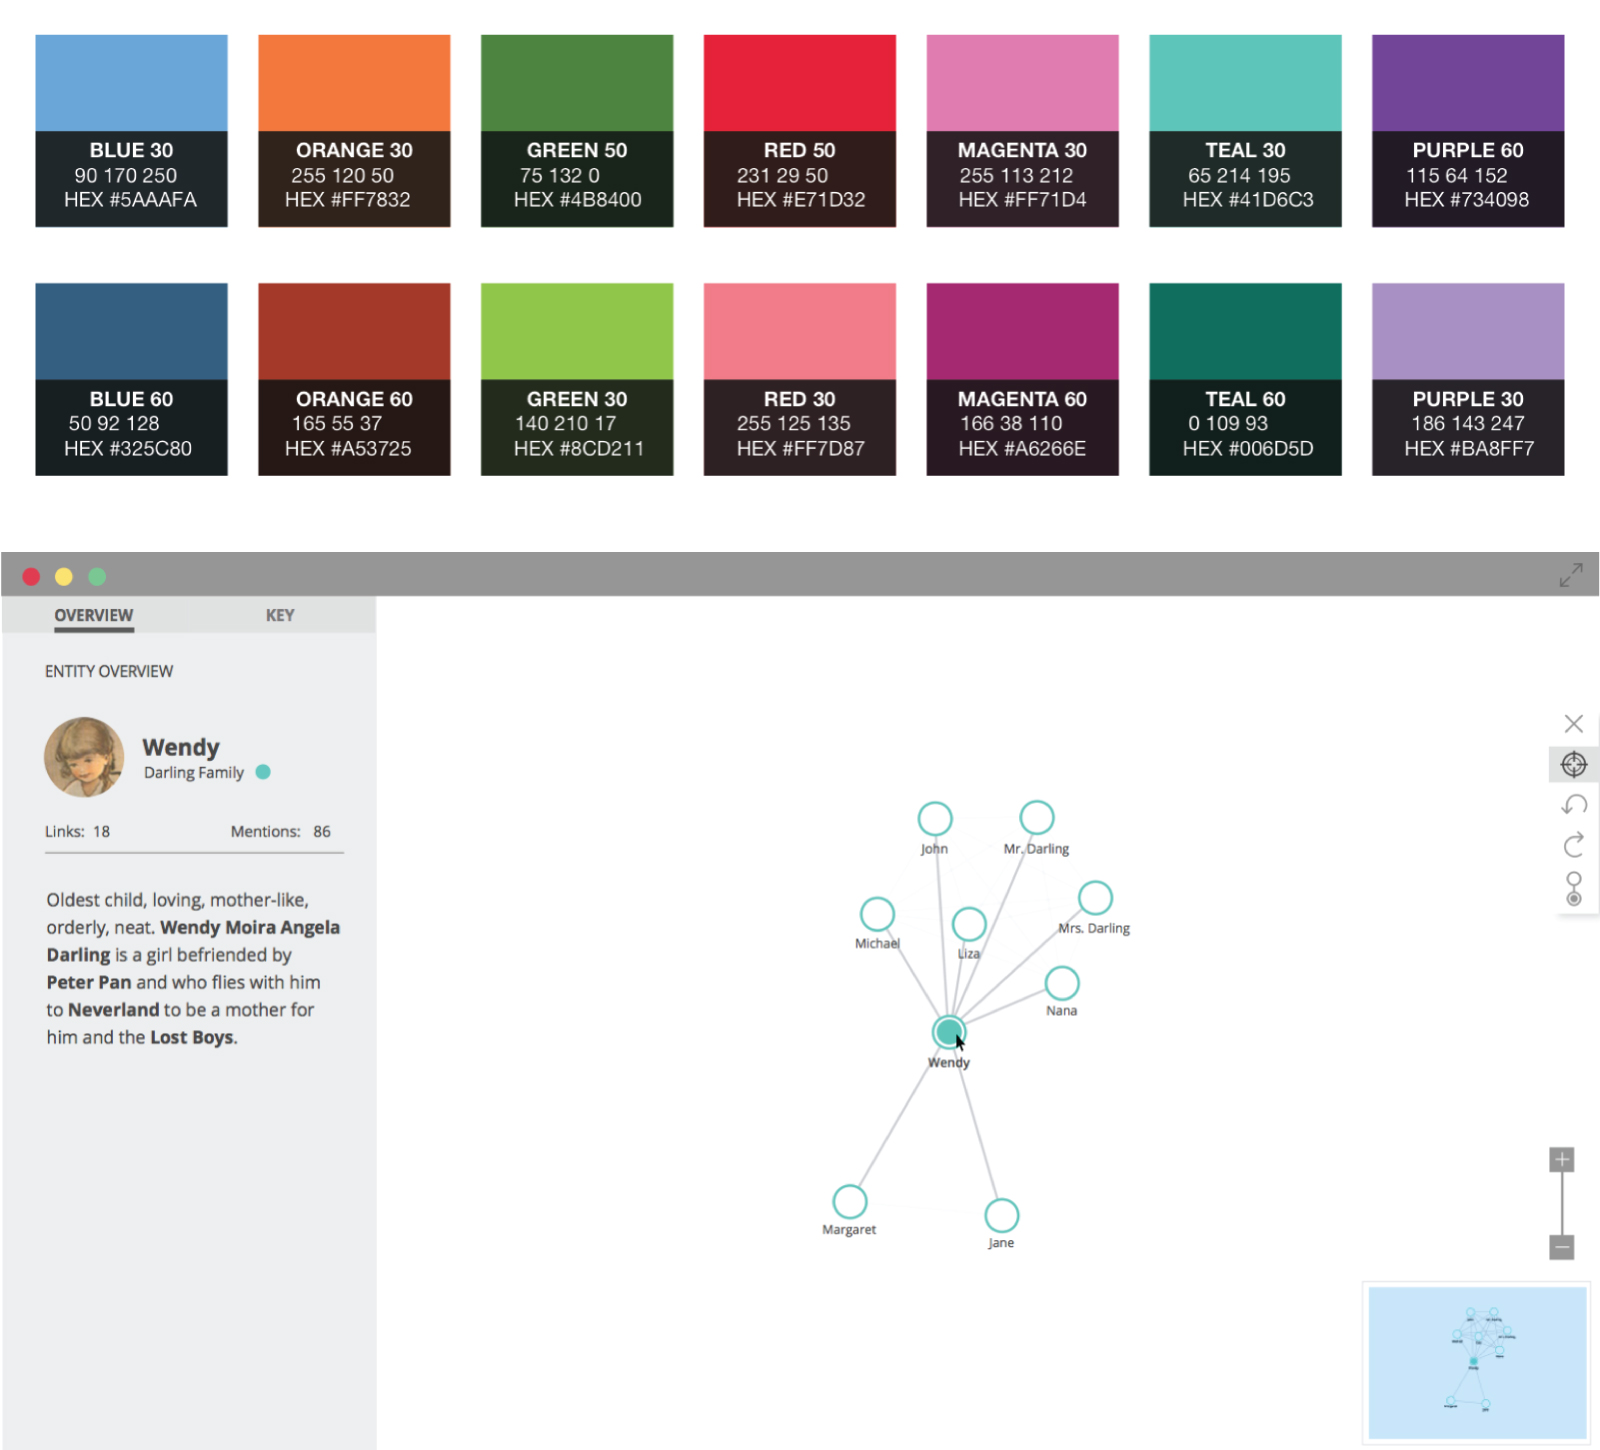 BLUE 30
90 170 250
HEX #5AAAFA
ORANGE 30
255 120 50
HEX #FF7832
GREEN 50
75 132 0
HEX #4B8400
RED 50
231 29 50
HEX #E71D32
MAGENTA 30
255 113 212
HEX #FF71D4
TEAL 30
65 214 195
HEX #41D6C3
PURPLE 60
115 64 152
HEX #734098
BLUE 60
50 92 128
HEX #325C80
ORANGE 60
165 55 37
HEX #A53725
GREEN 30
140 210 17
HEX #8CD211
RED 30
255 125 135
HEX #FF7D87
MAGENTA 60
166 38 110
HEX #A6266E
TEAL 60
0 109 93
HEX #006D5D
PURPLE 30
186 143 247
HEX #BA8FF7
OVERVIEW
KEY
ENTITY OVERVIEW
Wendy
Darling Family
Links: 18
Mentions: 86
Oldest child, loving, mother-like,
orderly, neat. Wendy Moira Angela
Darling is a girl befriended by
Peter Pan and who flies with him
to Neverland to be a mother for
him and the Lost Boys.
John
Mr. Darling
Michael
Liza
Mrs. Darling
Nana
Wendy
Margaret
Jane